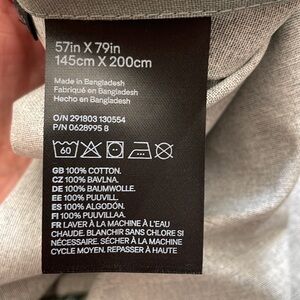 57in X 79in
145cm X 200cm
Made in Bangladesh
Fabriqué en Bangladesh
Hecho en Bangladesh
O/N 291803 130554
P/N 0628995 8
60
GB 100% COTTON.
CZ 100% BAVLNA.
DE 100% BAUMWOLLE.
EE 100% PUUVILL.
ES 100% ALGODÓN.
FI 100% PUUVILLAA.
FR LAVER À LA MACHINE À L'EAU
CHAUDE. BLANCHIR SANS CHLORE SI
NÉCESSAIRE. SÉCHER À LA MACHINE
CYCLE MOYEN. REPASSER À HAUTE